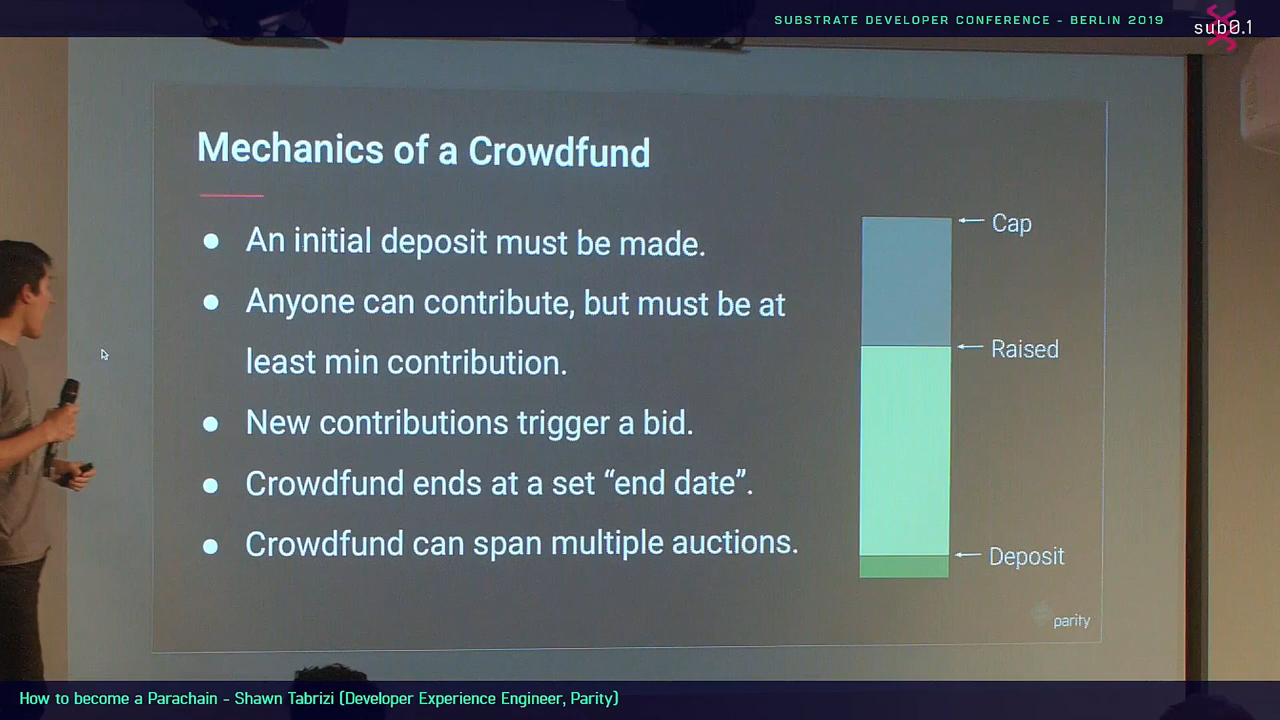 SUBSTRATE DEVELOPER CONFERENCE - BERLIN 2019
sub0.1
Mechanics of a Crowdfund
● An initial deposit must be made.
● Anyone can contribute, but must be at
least min contribution.
● New contributions trigger a bid.
● Crowdfund ends at a set “end date”.
● Crowdfund can span multiple auctions.
Cap
Raised
Deposit
parity
How to become a Parachain - Shawn Tabrizi (Developer Experience Engineer, Parity)